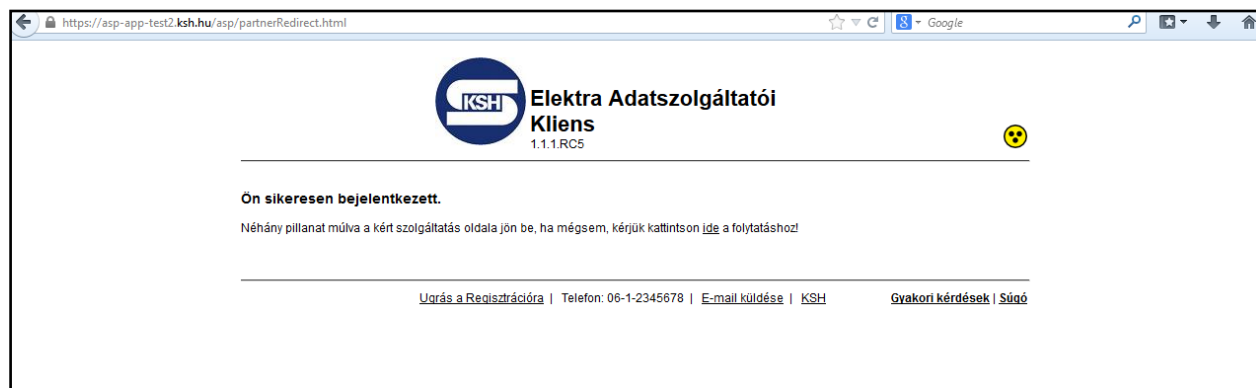 https://asp-app-test2.ksh.hu/asp/partnerRedirect.html
8 - Google
KSH
Elektra Adatszolgáltatói
Kliens
1.1.1.RC5
Ön sikeresen bejelentkezett.
Néhány pillanat múlva a kért szolgáltatás oldala jön be, ha mégsem, kérjük kattintson ide a folytatáshoz!
Ugrás a Regisztrációra | Telefon: 06-1-2345678 | E-mail küldése | KSH Gyakori kérdések | Súgó